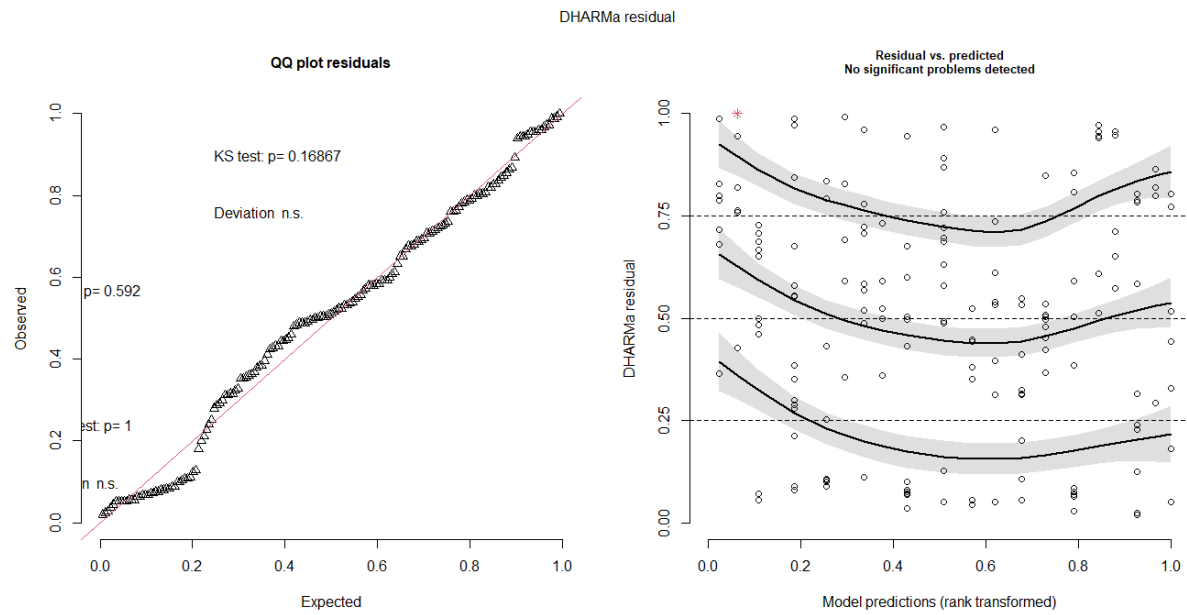 DHARMa residual
QQ plot residuals
KS test: p= 0.16867
Deviation n.s.
p= 0.592
est: p= 1
n n.s.
Observed
0.0 0.2 0.4 0.6 0.8 1.0
0.0 0.2 0.4 0.6 0.8 1.0
Expected
Residual vs. predicted
No significant problems detected
DHARMa residual
0.00 0.25 0.50 0.75 1.00
0.0 0.2 0.4 0.6 0.8 1.0
Model predictions (rank transformed)